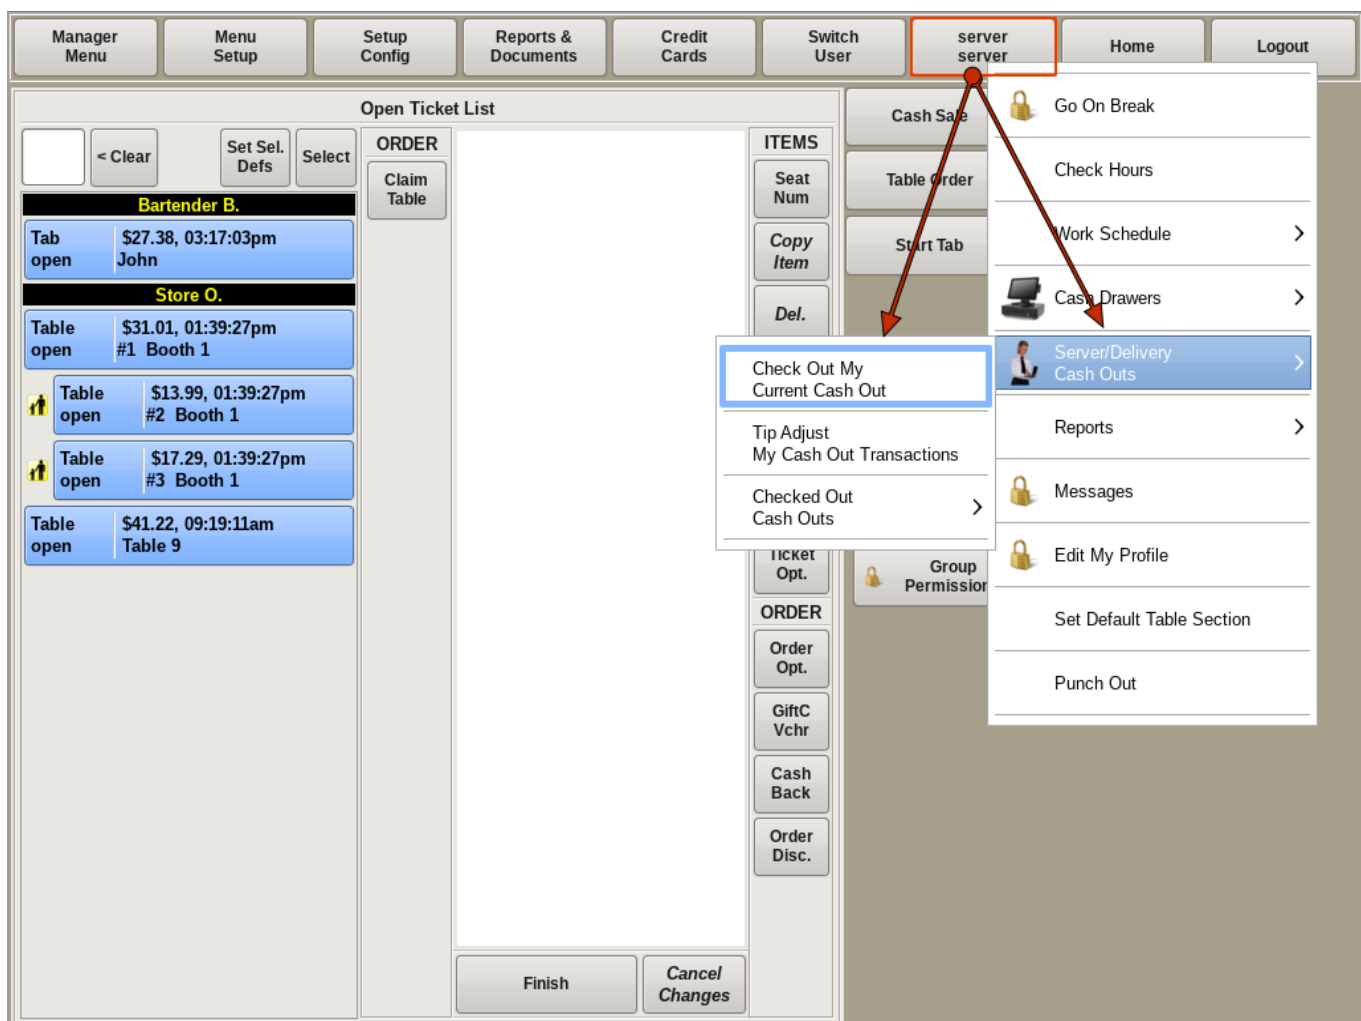 Manager
Menu
Menu
Setup
Setup
Config
Reports &
Documents
Credit
Cards
Switch
User
server
server
Home
Logout
Open Ticket List
< Clear
Set Sel.
Defs
Select
Bartender B.
Tab $27.38, 03:17:03pm
open John
Store O.
Table $31.01, 01:39:27pm
open #1 Booth 1
Table $13.99, 01:39:27pm
open #2 Booth 1
Table $17.29, 01:39:27pm
open #3 Booth 1
Table $41.22, 09:19:11am
open Table 9
ORDER
Claim
Table
Finish
Cancel
Changes
ITEMS
Seat
Num
Copy
Item
Del.
Ticket
Opt.
ORDER
Order
Opt.
GiftC
Vchr
Cash
Back
Order
Disc.
Cash Sale
Table Order
Start Tab
Group
Permission
Check Out My
Current Cash Out
Tip Adjust
My Cash Out Transactions
Checked Out
Cash Outs
Go On Break
Check Hours
Work Schedule
Cash Drawers
Server/Delivery
Cash Outs
Reports
Messages
Edit My Profile
Set Default Table Section
Punch Out